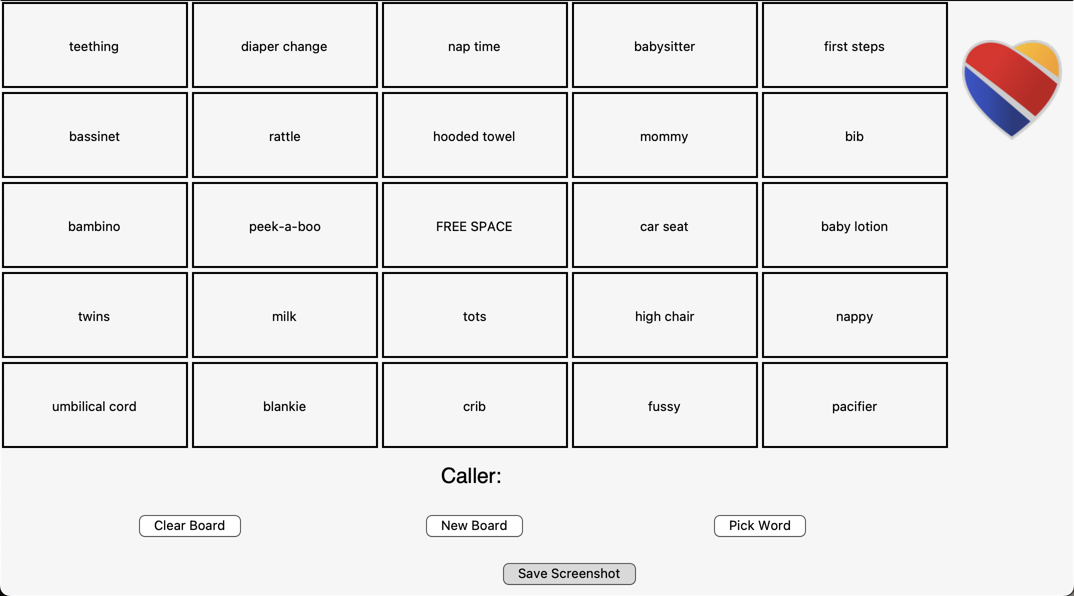 teething
diaper change
nap time
babysitter
first steps
bassinet
rattle
hooded towel
mommy
bib
bambino
peek-a-boo
FREE SPACE
car seat
baby lotion
twins
milk
tots
high chair
nappy
umbilical cord
blankie
crib
fussy
pacifier
Caller:
Clear Board
New Board
Pick Word
Save Screenshot